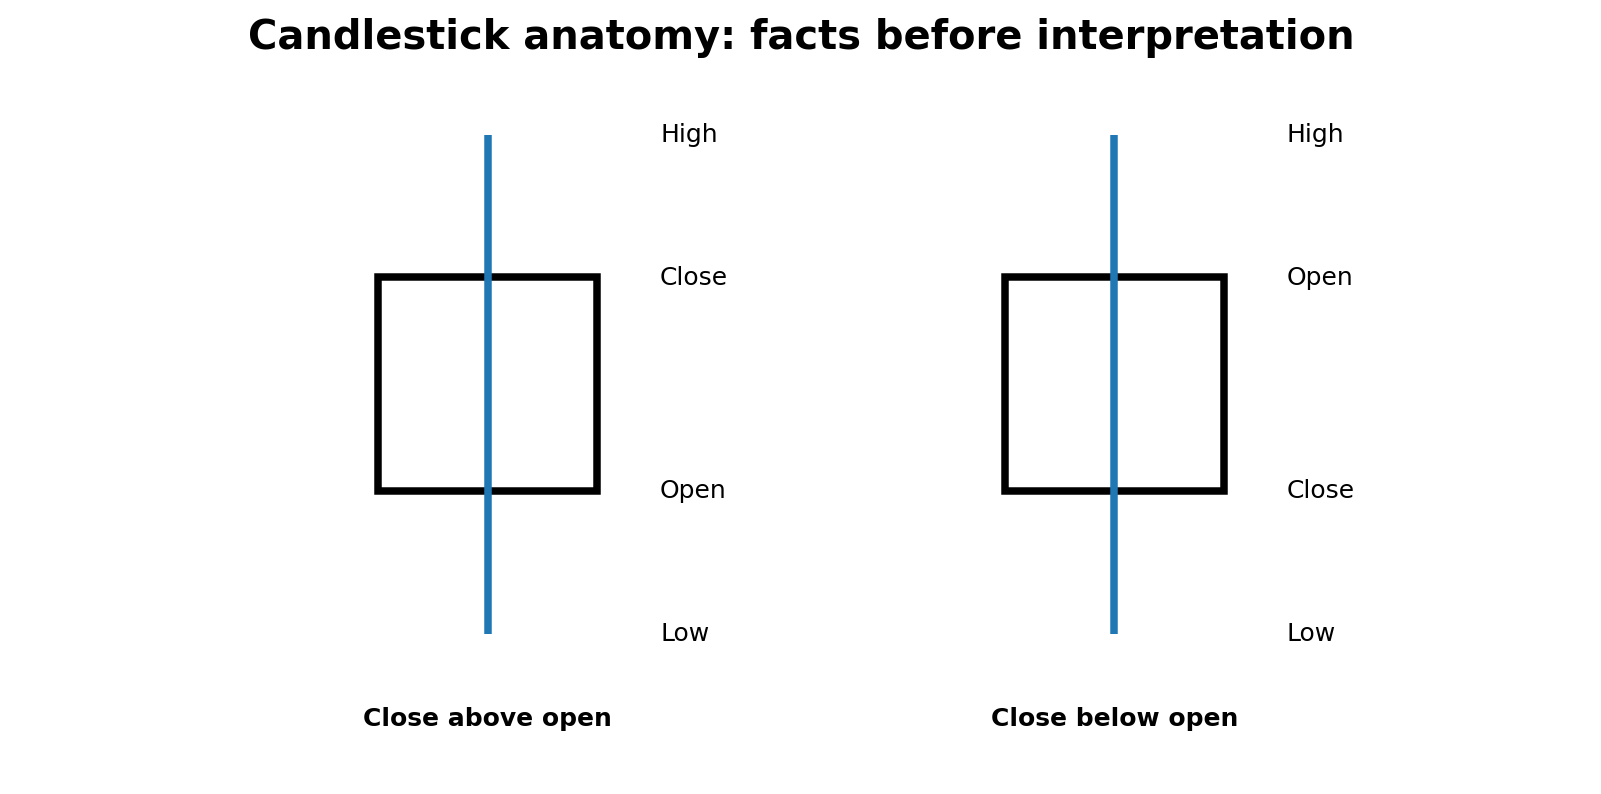 Candlestick anatomy: facts before interpretation
High
Close
Open
Low
Close above open
High
Open
Close
Low
Close below open